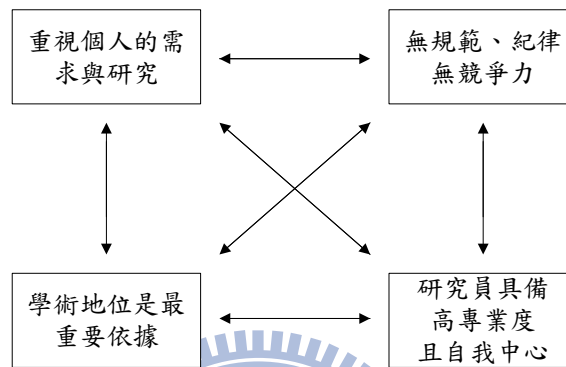 重視個人的需
求與研究
無規範、紀律
無競爭力
學術地位是最
重要依據
研究員具備
高專業度
且自我中心